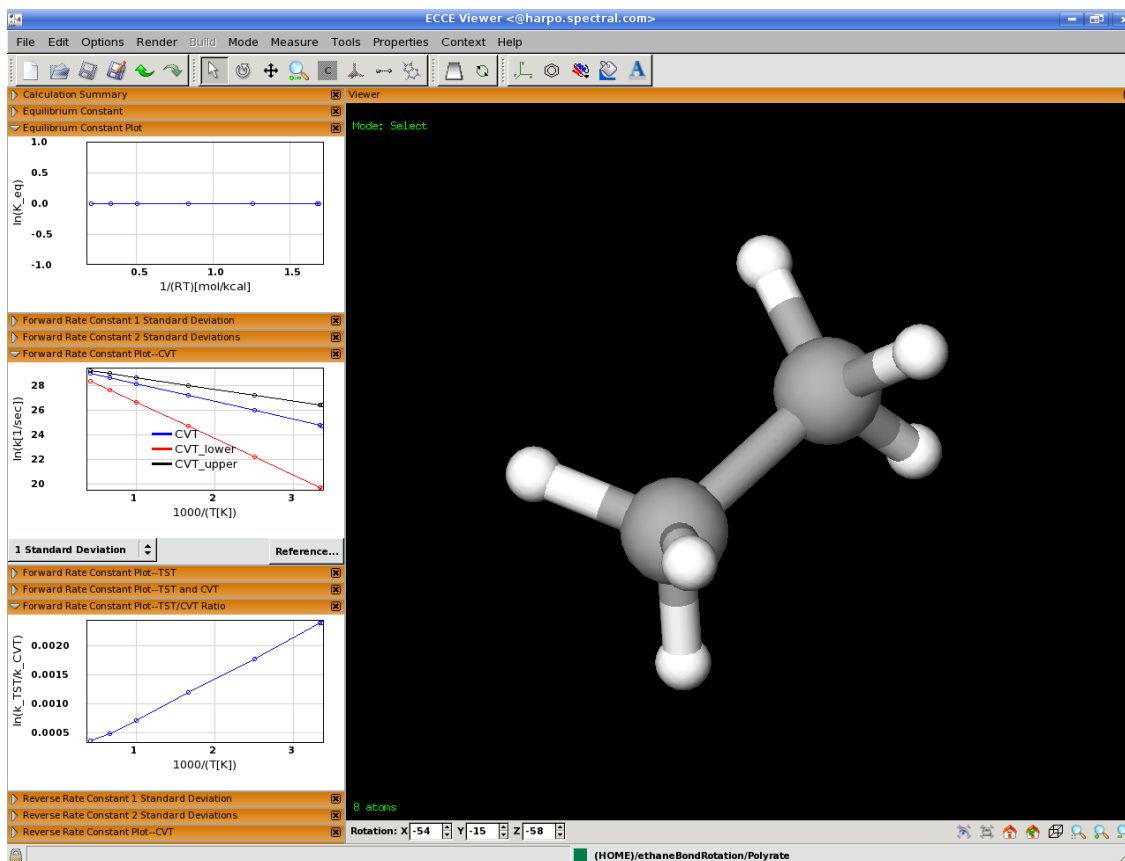 ECCE Viewer <@harpo.spectral.com>
File Edit Options Render Build Mode Measure Tools Properties Context Help
C A
Calculation Summary
Equilibrium Constant
Equilibrium Constant Plot
1.0
0.5
0.0
-0.5
-1.0
ln(K_eq)
0.5 1.0 1.5
1/(RT)[mol/kcal]
Forward Rate Constant 1 Standard Deviation
Forward Rate Constant 2 Standard Deviations
Forward Rate Constant Plot--CVT
28
26
24
22
20
ln(k[1/sec])
CVT
CVT_lower
CVT_upper
1 2 3
1000/(T[K])
1 Standard Deviation Reference...
Forward Rate Constant Plot--TST
Forward Rate Constant Plot--TST and CVT
Forward Rate Constant Plot--TST/CVT Ratio
0.0020
0.0015
0.0010
0.0005
ln(k_TST/k_CVT)
1 2 3
1000/(T[K])
Reverse Rate Constant 1 Standard Deviation
Reverse Rate Constant 2 Standard Deviations
Reverse Rate Constant Plot--CVT
Viewer
Mode: Select
8 atoms
Rotation: X -54 Y -15 Z -58
(HOME)/ethaneBondRotation/Polyrate